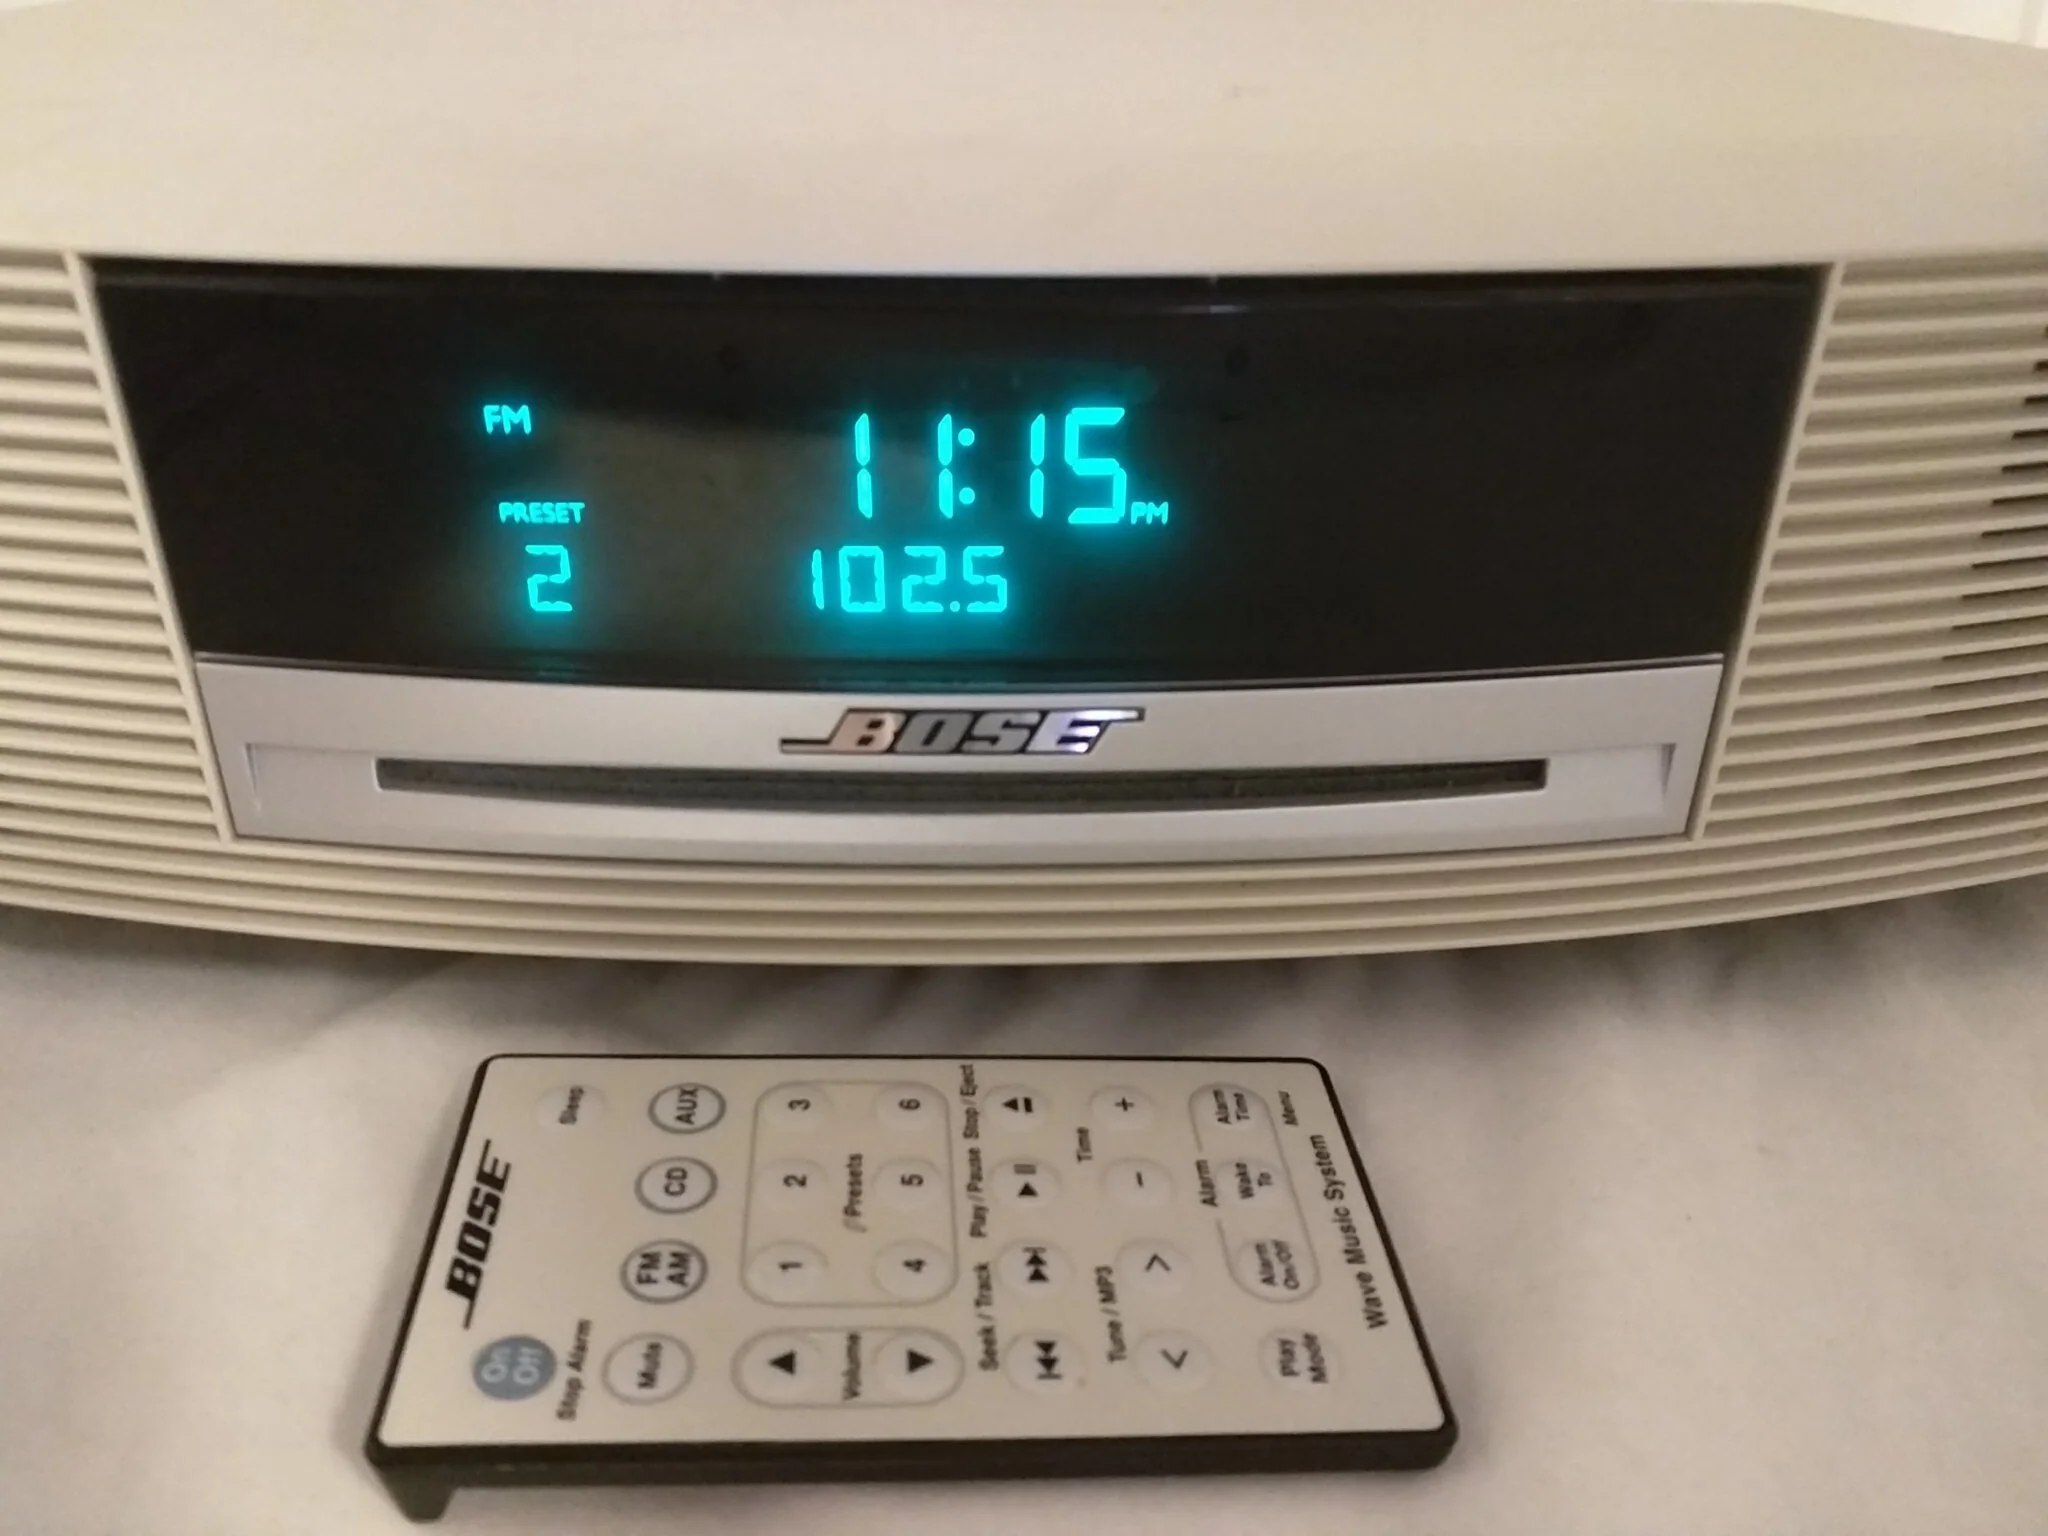 FM
11:15 PM
PRESET
2
102.5
BOSE
BOSE
On
Off
Stop Alarm
Sleep
Mute
FM
AM
CD
AUX
Volume
1
2
3
Presets
4
5
6
Seek / Track
Play / Pause
Stop / Eject
Tune / MP3
Time
<
>
-
+
Play
Mode
Alarm
Alarm
On/Off
Wake
To
Alarm
Time
Menu
Wave Music System